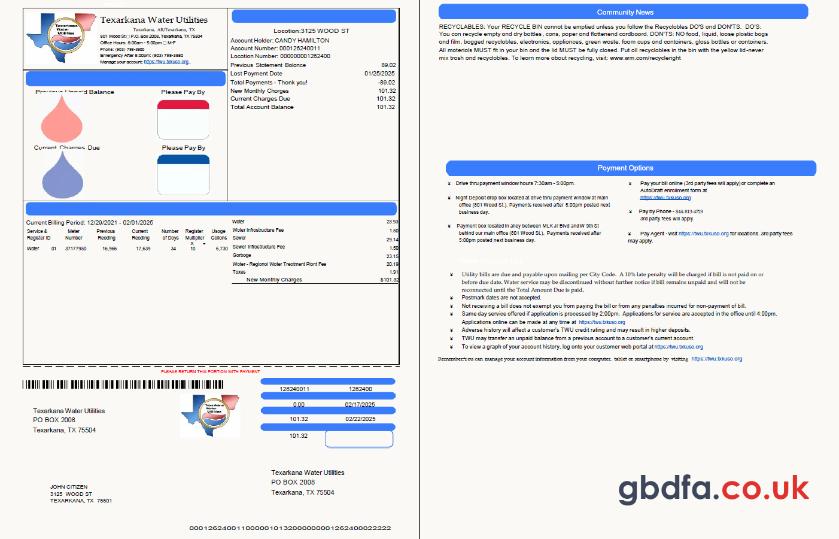 Texarkana Water Utilities
Texarkana, AR/Texarkana, TX
801 Wood St | P.O. Box 2008, Texarkana, TX 75504
Office Hours: 8:00am - 5:00pm M-F
Phone: (903) 798-3800
Emergency After 5:00pm: (903) 798-3850
Manage your account: https://twu.txkusa.org
Previous Unpaid Balance Please Pay By
Current Charges Due Please Pay By
Location:3125 WOOD ST
Account Holder: CANDY HAMILTON
Account Number: 000126240011
Location Number: 000000001262400
Previous Statement Balance 89.02
Last Payment Date 01/25/2025
Total Payments - Thank you! -89.02
New Monthly Charges 101.32
Current Charges Due 101.32
Total Account Balance 101.32
Current Billing Period: 12/29/2021 - 02/01/2025
Service & Register ID Meter Number Previous Reading Current Reading Number of Days Register Multiplier Usage Gallons
Water 01 37177980 34 10 6,730
Water 23.93
Water Infrastructure Fee 1.50
Sewer 29.14
Sewer Infrastructure Fee 1.50
Garbage 23.15
Water - Regional Water Treatment Plant Fee 20.19
Taxes 1.91
New Monthly Charges $101.32
PLEASE RETURN THIS PORTION WITH PAYMENT
Texarkana Water Utilities
PO BOX 2008
Texarkana, TX 75504
126240011 1262400
0.00 02/17/2025
101.32 02/22/2025
101.32
Texarkana Water Utilities
PO BOX 2008
Texarkana, TX 75504
JOHN CITIZEN
3125 WOOD ST
TEXARKANA, TX 75501
Community News
RECYCLABLES: Your RECYCLE BIN cannot be emptied unless you follow the Recyclables DO'S and DONTS. DO'S:
You can recycle empty and dry bottles, cans, paper and flattened cardboard. DONTS: NO food, liquid, loose plastic bags
and film, bagged recyclables, electronics, appliances, green waste, foam cups and containers, glass bottles or containers.
All materials MUST fit in your bin and the lid MUST be fully closed. Put all recyclables in the bin with the yellow lid-never
mix trash and recyclables. To learn more about recycling, visit: www.wm.com/recycleright
Payment Options
¥ Drive thru payment window hours 7:30am - 5:00pm.
¥ Night Deposit drop box located at drive thru payment window at main
office (801 Wood St.). Payments received after 5:00pm posted next
business day.
¥ Payment box located in alley between MLK Jr Blvd and W 9th St
behind our main office (801 Wood St.). Payments received after
5:00pm posted next business day.
¥ Pay your bill online (3rd party fees will apply) or complete an
AutoDraft enrollment form at
https://twu.txkusa.org
¥ Pay by Phone -
3rd party fees will apply.
¥ Pay Agent - visit https://twu.txkusa.org for locations. 3rd party fees
may apply.
¥ Utility bills are due and payable upon mailing per City Code. A 10% late penalty will be charged if bill is not paid on or
before due date. Water service may be discontinued without further notice if bill remains unpaid and will not be
reconnected until the Total Amount Due is paid.
¥ Postmark dates are not accepted.
¥ Not receiving a bill does not exempt you from paying the bill or from any penalties incurred for non-payment of bill.
¥ Same day service offered if application is processed by 2:00pm. Applications for service are accepted in the office until 4:00pm.
Applications online can be made at any time at https://twu.txkusa.org
¥ Adverse history will affect a customer's TWU credit rating and may result in higher deposits.
¥ TWU may transfer an unpaid balance from a previous account to a customer's current account.
¥ To view a graph of your account history, log onto your customer web portal at https://twu.txkusa.org
Remember you can manage your account information from your computer, tablet or smartphone by visiting https://twu.txkusa.org
gbdfa.co.uk